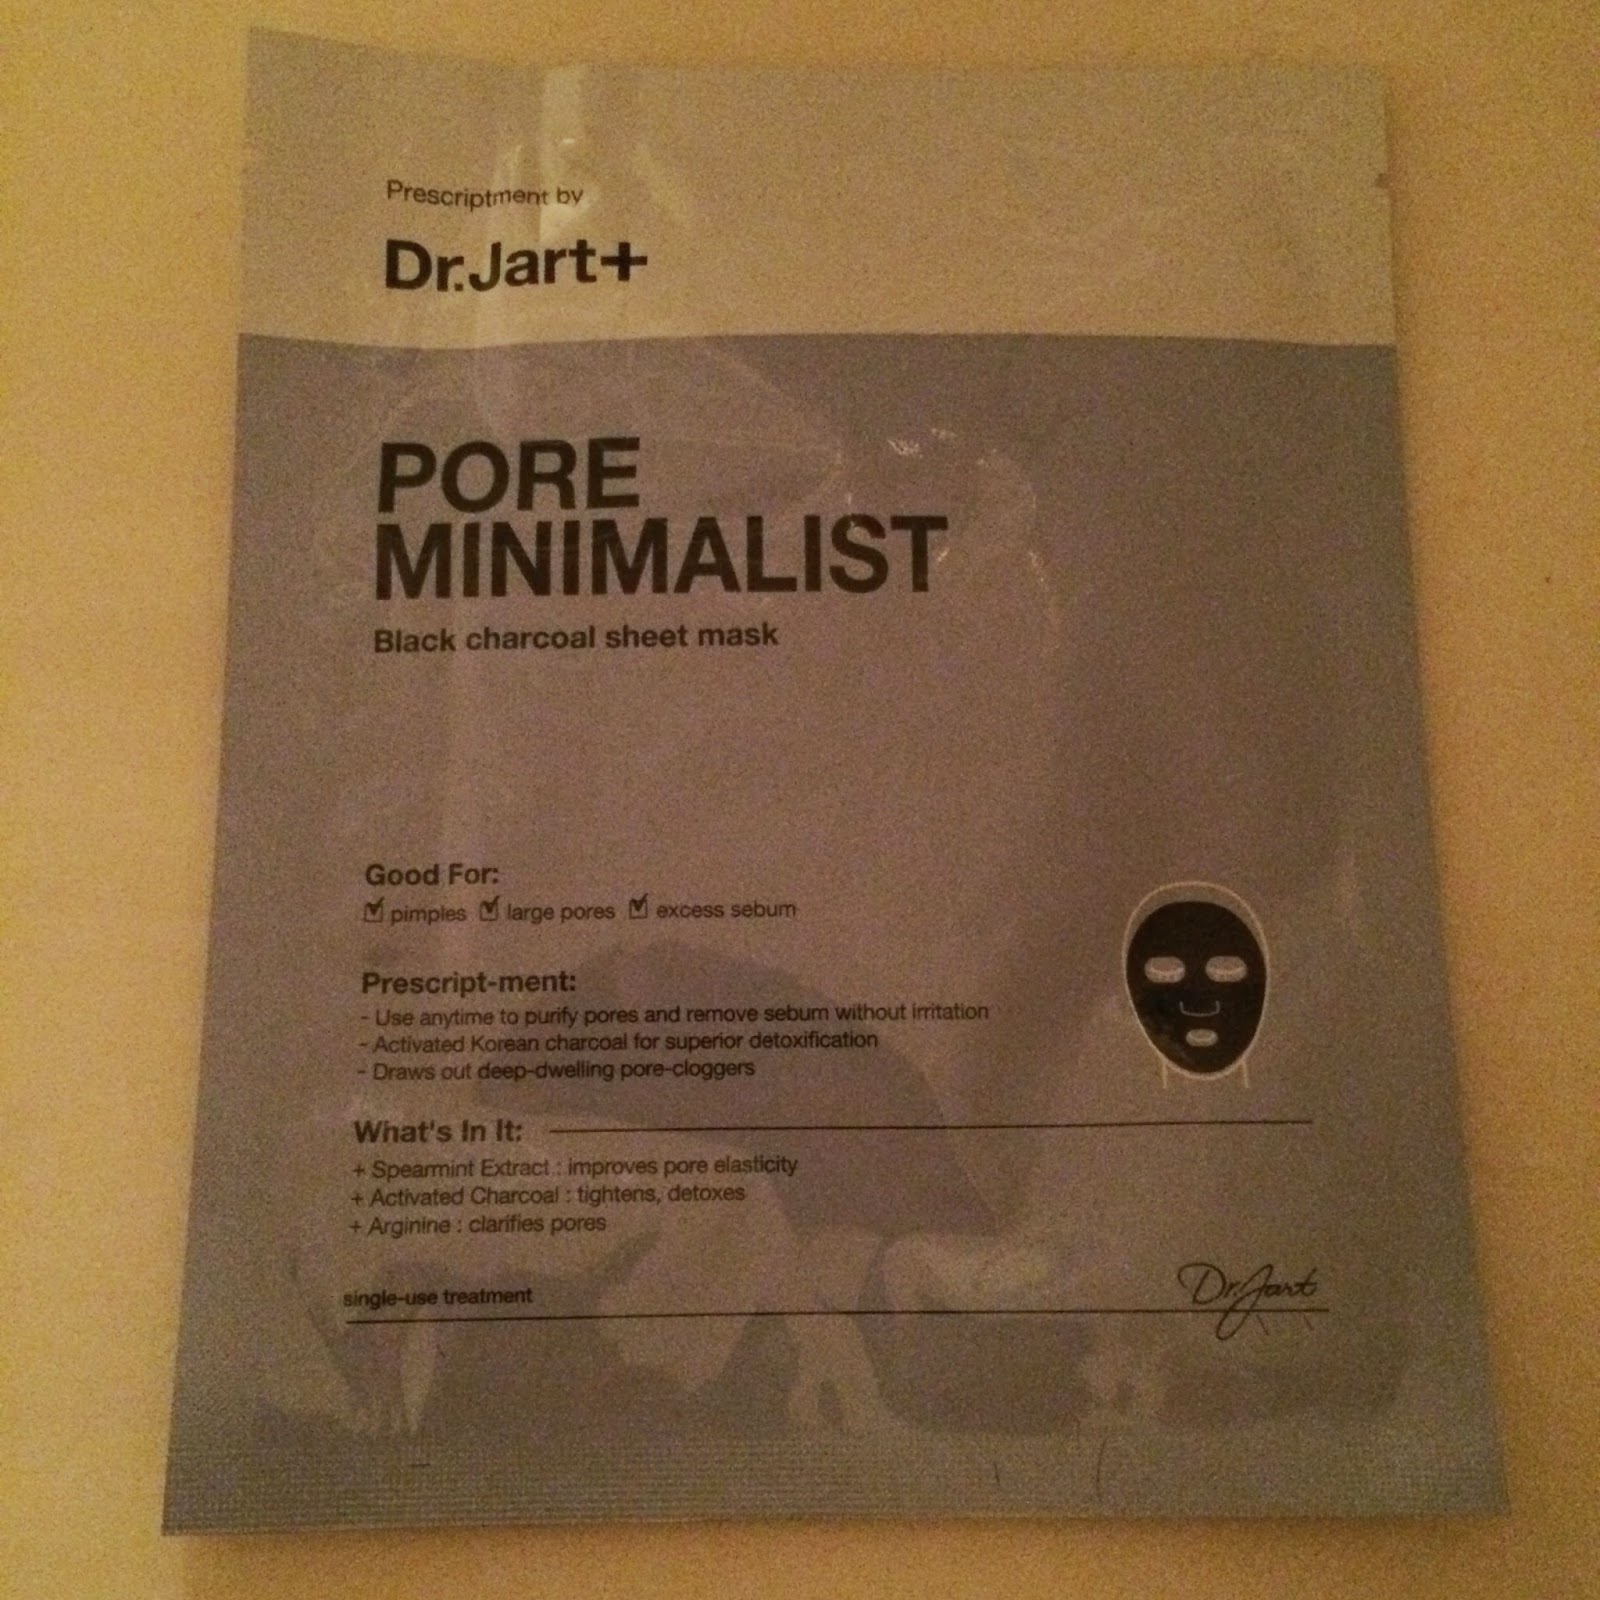 Prescriptment by
Dr.Jart+
PORE
MINIMALIST
Black charcoal sheet mask
Good For:
pimples large pores excess sebum
Prescript-ment:
- Use anytime to purify pores and remove sebum without irritation
- Activated Korean charcoal for superior detoxification
- Draws out deep-dwelling pore-cloggers
What's In It:
+ Spearmint Extract : improves pore elasticity
+ Activated Charcoal : tightens, detoxes
+ Arginine : clarifies pores
single-use treatment
Dr.Jart